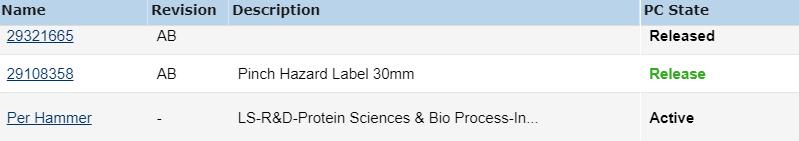 Name Revision Description PC State
29321665 AB Released
29108358 AB Pinch Hazard Label 30mm Release
Per Hammer - LS-R&D-Protein Sciences & Bio Process-In... Active